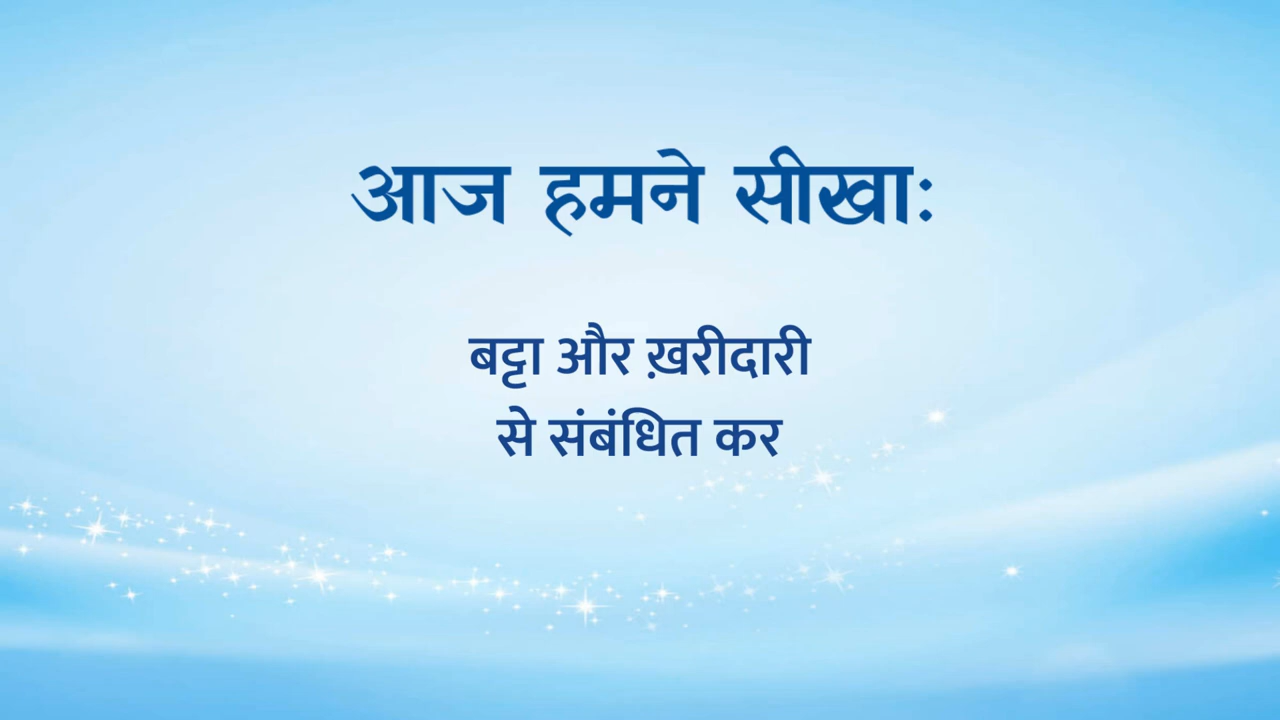 आज हमने सीखा:
बट्टा और ख़रीदारी
से संबंधित कर